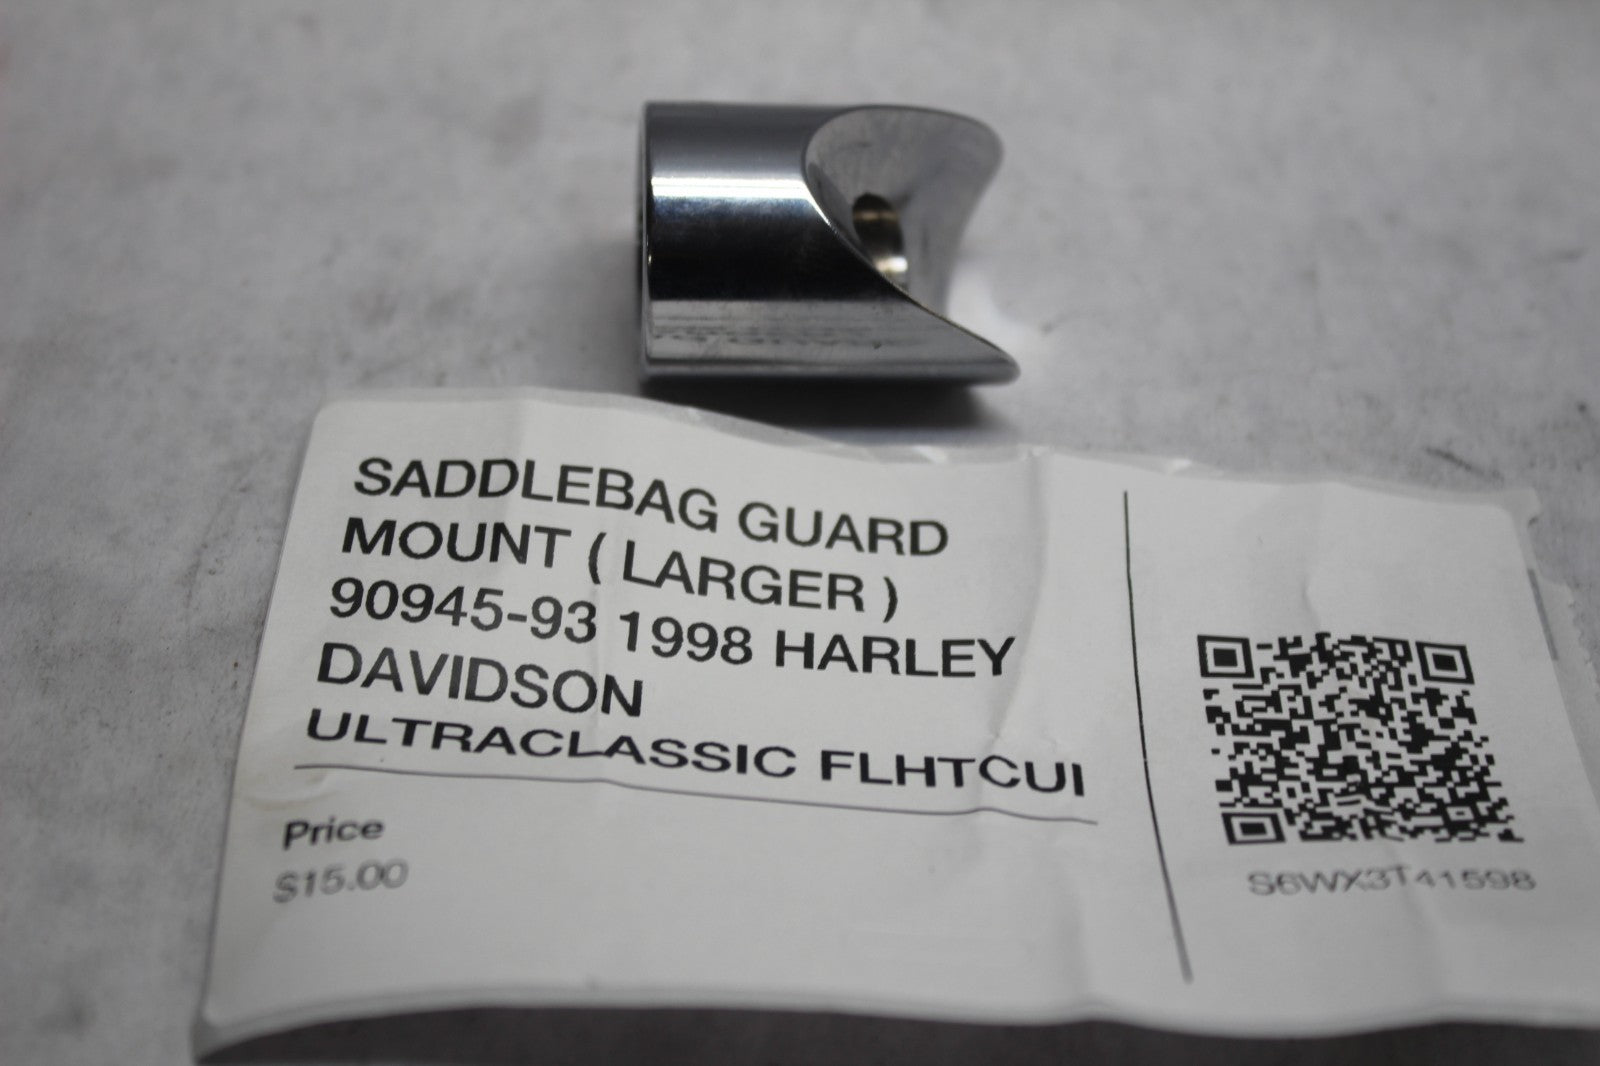 SADDLEBAG GUARD
MOUNT ( LARGER )
90945-93 1998 HARLEY
DAVIDSON
ULTRACLASSIC FLHTCUI
Price
$15.00
S6WX3T41598